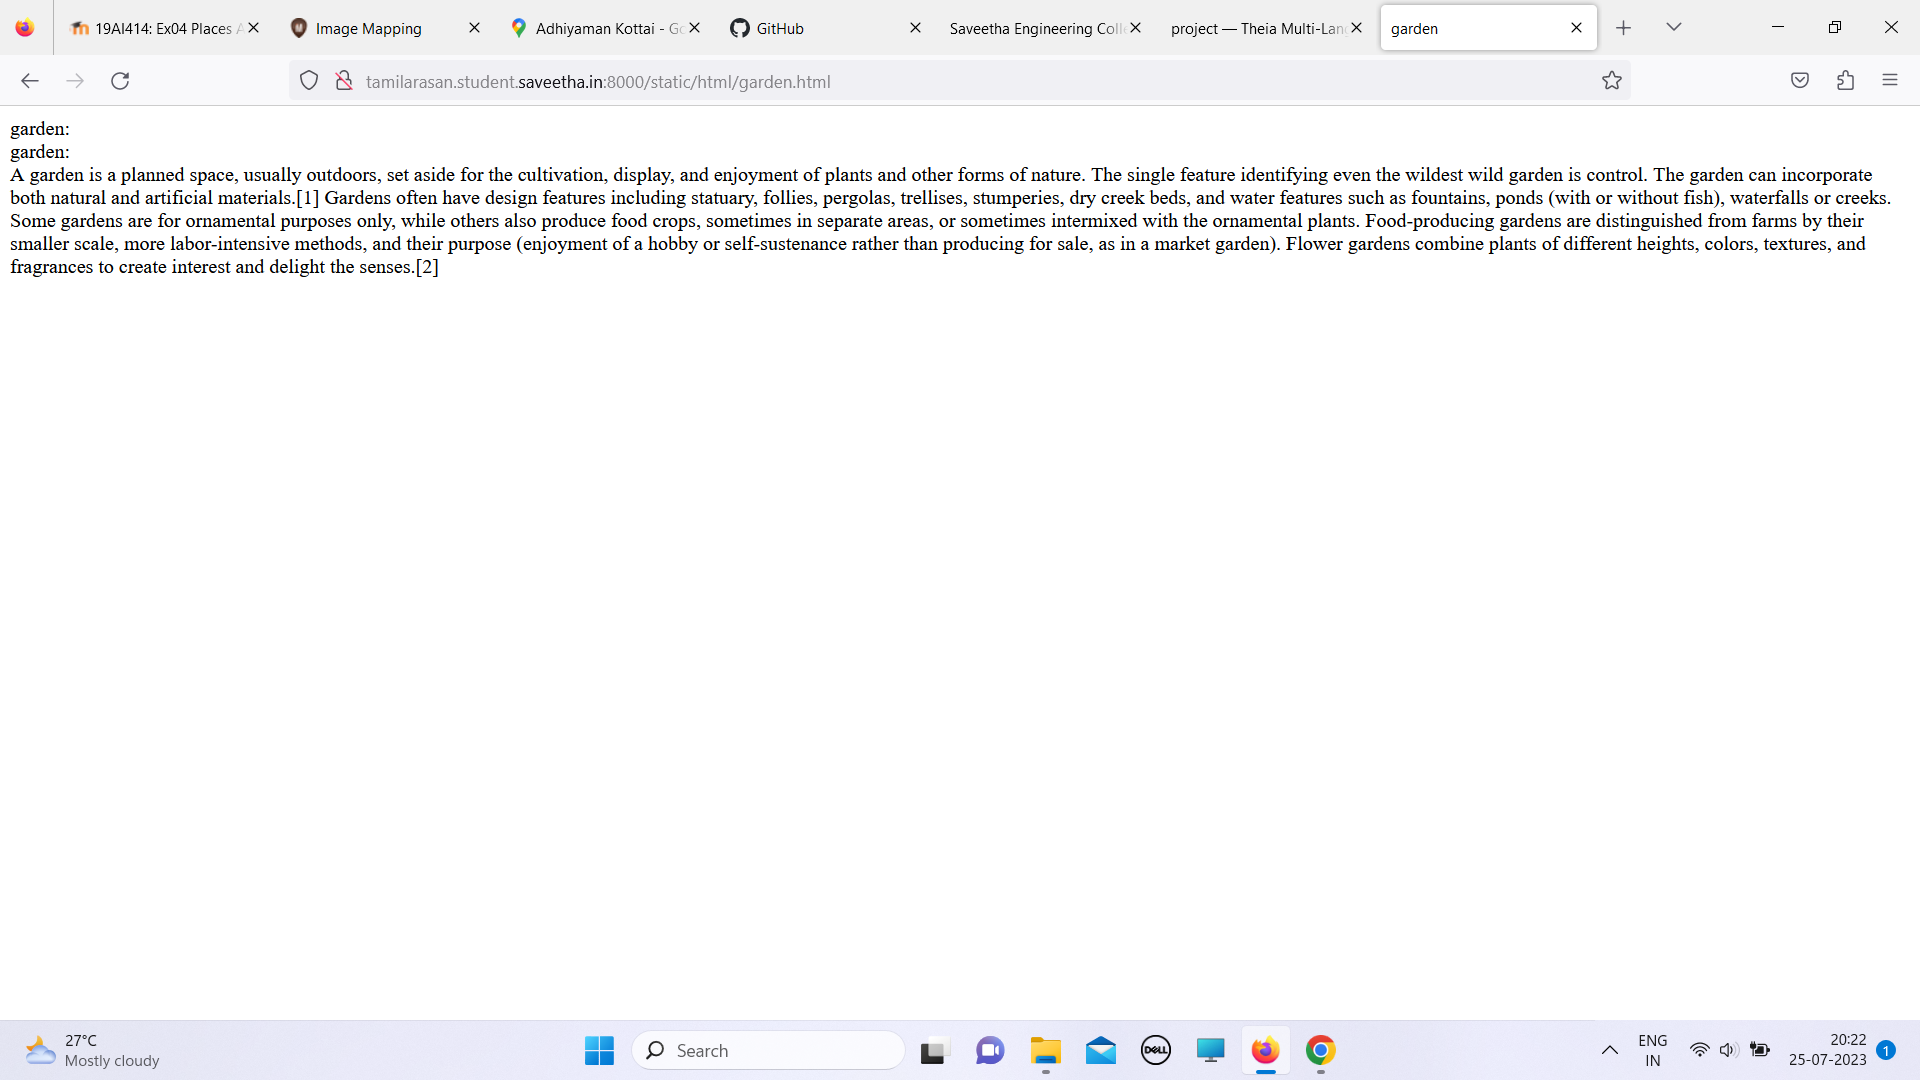 19AI414: Ex04 Places A
Image Mapping
Adhiyaman Kottai - Go
GitHub
Saveetha Engineering Coll
project — Theia Multi-Lang
garden
tamilarasan.student.saveetha.in:8000/static/html/garden.html
garden:
garden:
A garden is a planned space, usually outdoors, set aside for the cultivation, display, and enjoyment of plants and other forms of nature. The single feature identifying even the wildest wild garden is control. The garden can incorporate
both natural and artificial materials.[1] Gardens often have design features including statuary, follies, pergolas, trellises, stumperies, dry creek beds, and water features such as fountains, ponds (with or without fish), waterfalls or creeks.
Some gardens are for ornamental purposes only, while others also produce food crops, sometimes in separate areas, or sometimes intermixed with the ornamental plants. Food-producing gardens are distinguished from farms by their
smaller scale, more labor-intensive methods, and their purpose (enjoyment of a hobby or self-sustenance rather than producing for sale, as in a market garden). Flower gardens combine plants of different heights, colors, textures, and
fragrances to create interest and delight the senses.[2]
27°C
Mostly cloudy
Search
DELL
ENG
IN
20:22
25-07-2023
1